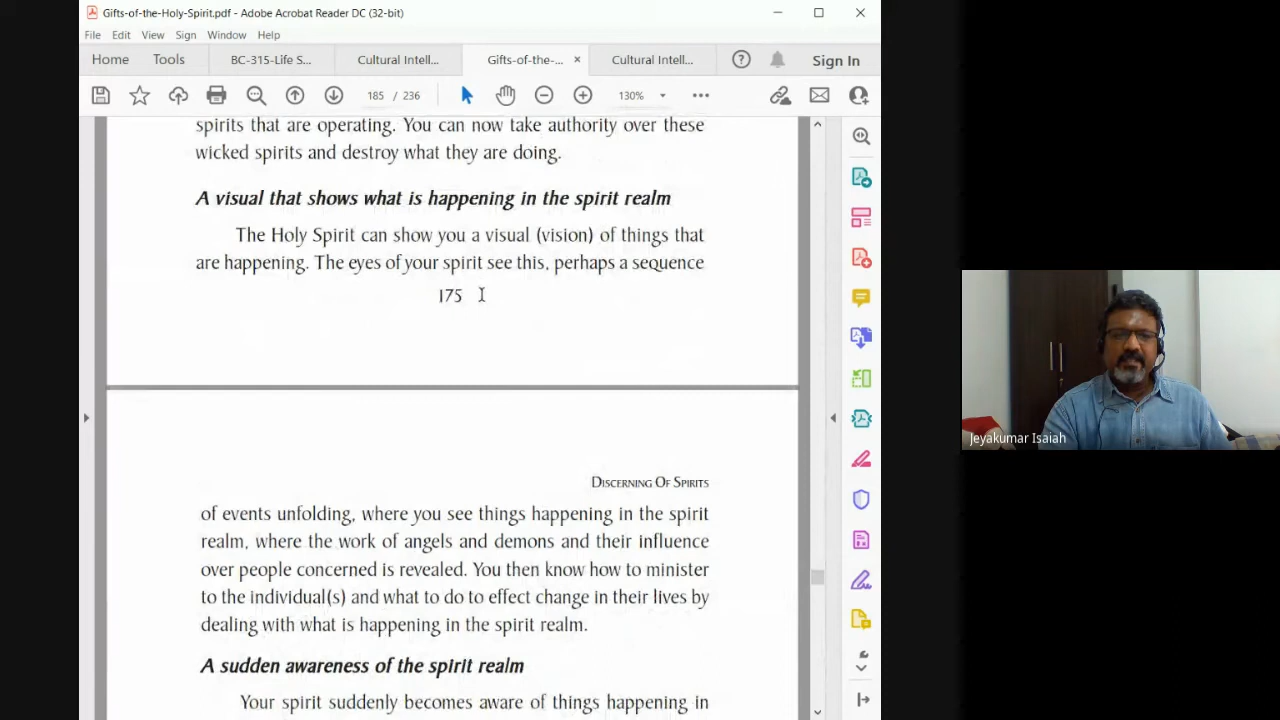 Gifts-of-the-Holy-Spirit.pdf - Adobe Acrobat Reader DC (32-bit)
File Edit View Sign Window Help
Home Tools BC-315-Life S... Cultural Intell... Gifts-of-the-... × Cultural Intell... Sign In
185 / 236 130%
spirits that are operating. You can now take authority over these
wicked spirits and destroy what they are doing.
A visual that shows what is happening in the spirit realm
The Holy Spirit can show you a visual (vision) of things that
are happening. The eyes of your spirit see this, perhaps a sequence
175
Discerning Of Spirits
of events unfolding, where you see things happening in the spirit
realm, where the work of angels and demons and their influence
over people concerned is revealed. You then know how to minister
to the individual(s) and what to do to effect change in their lives by
dealing with what is happening in the spirit realm.
A sudden awareness of the spirit realm
Your spirit suddenly becomes aware of things happening in
Jeyakumar Isaiah